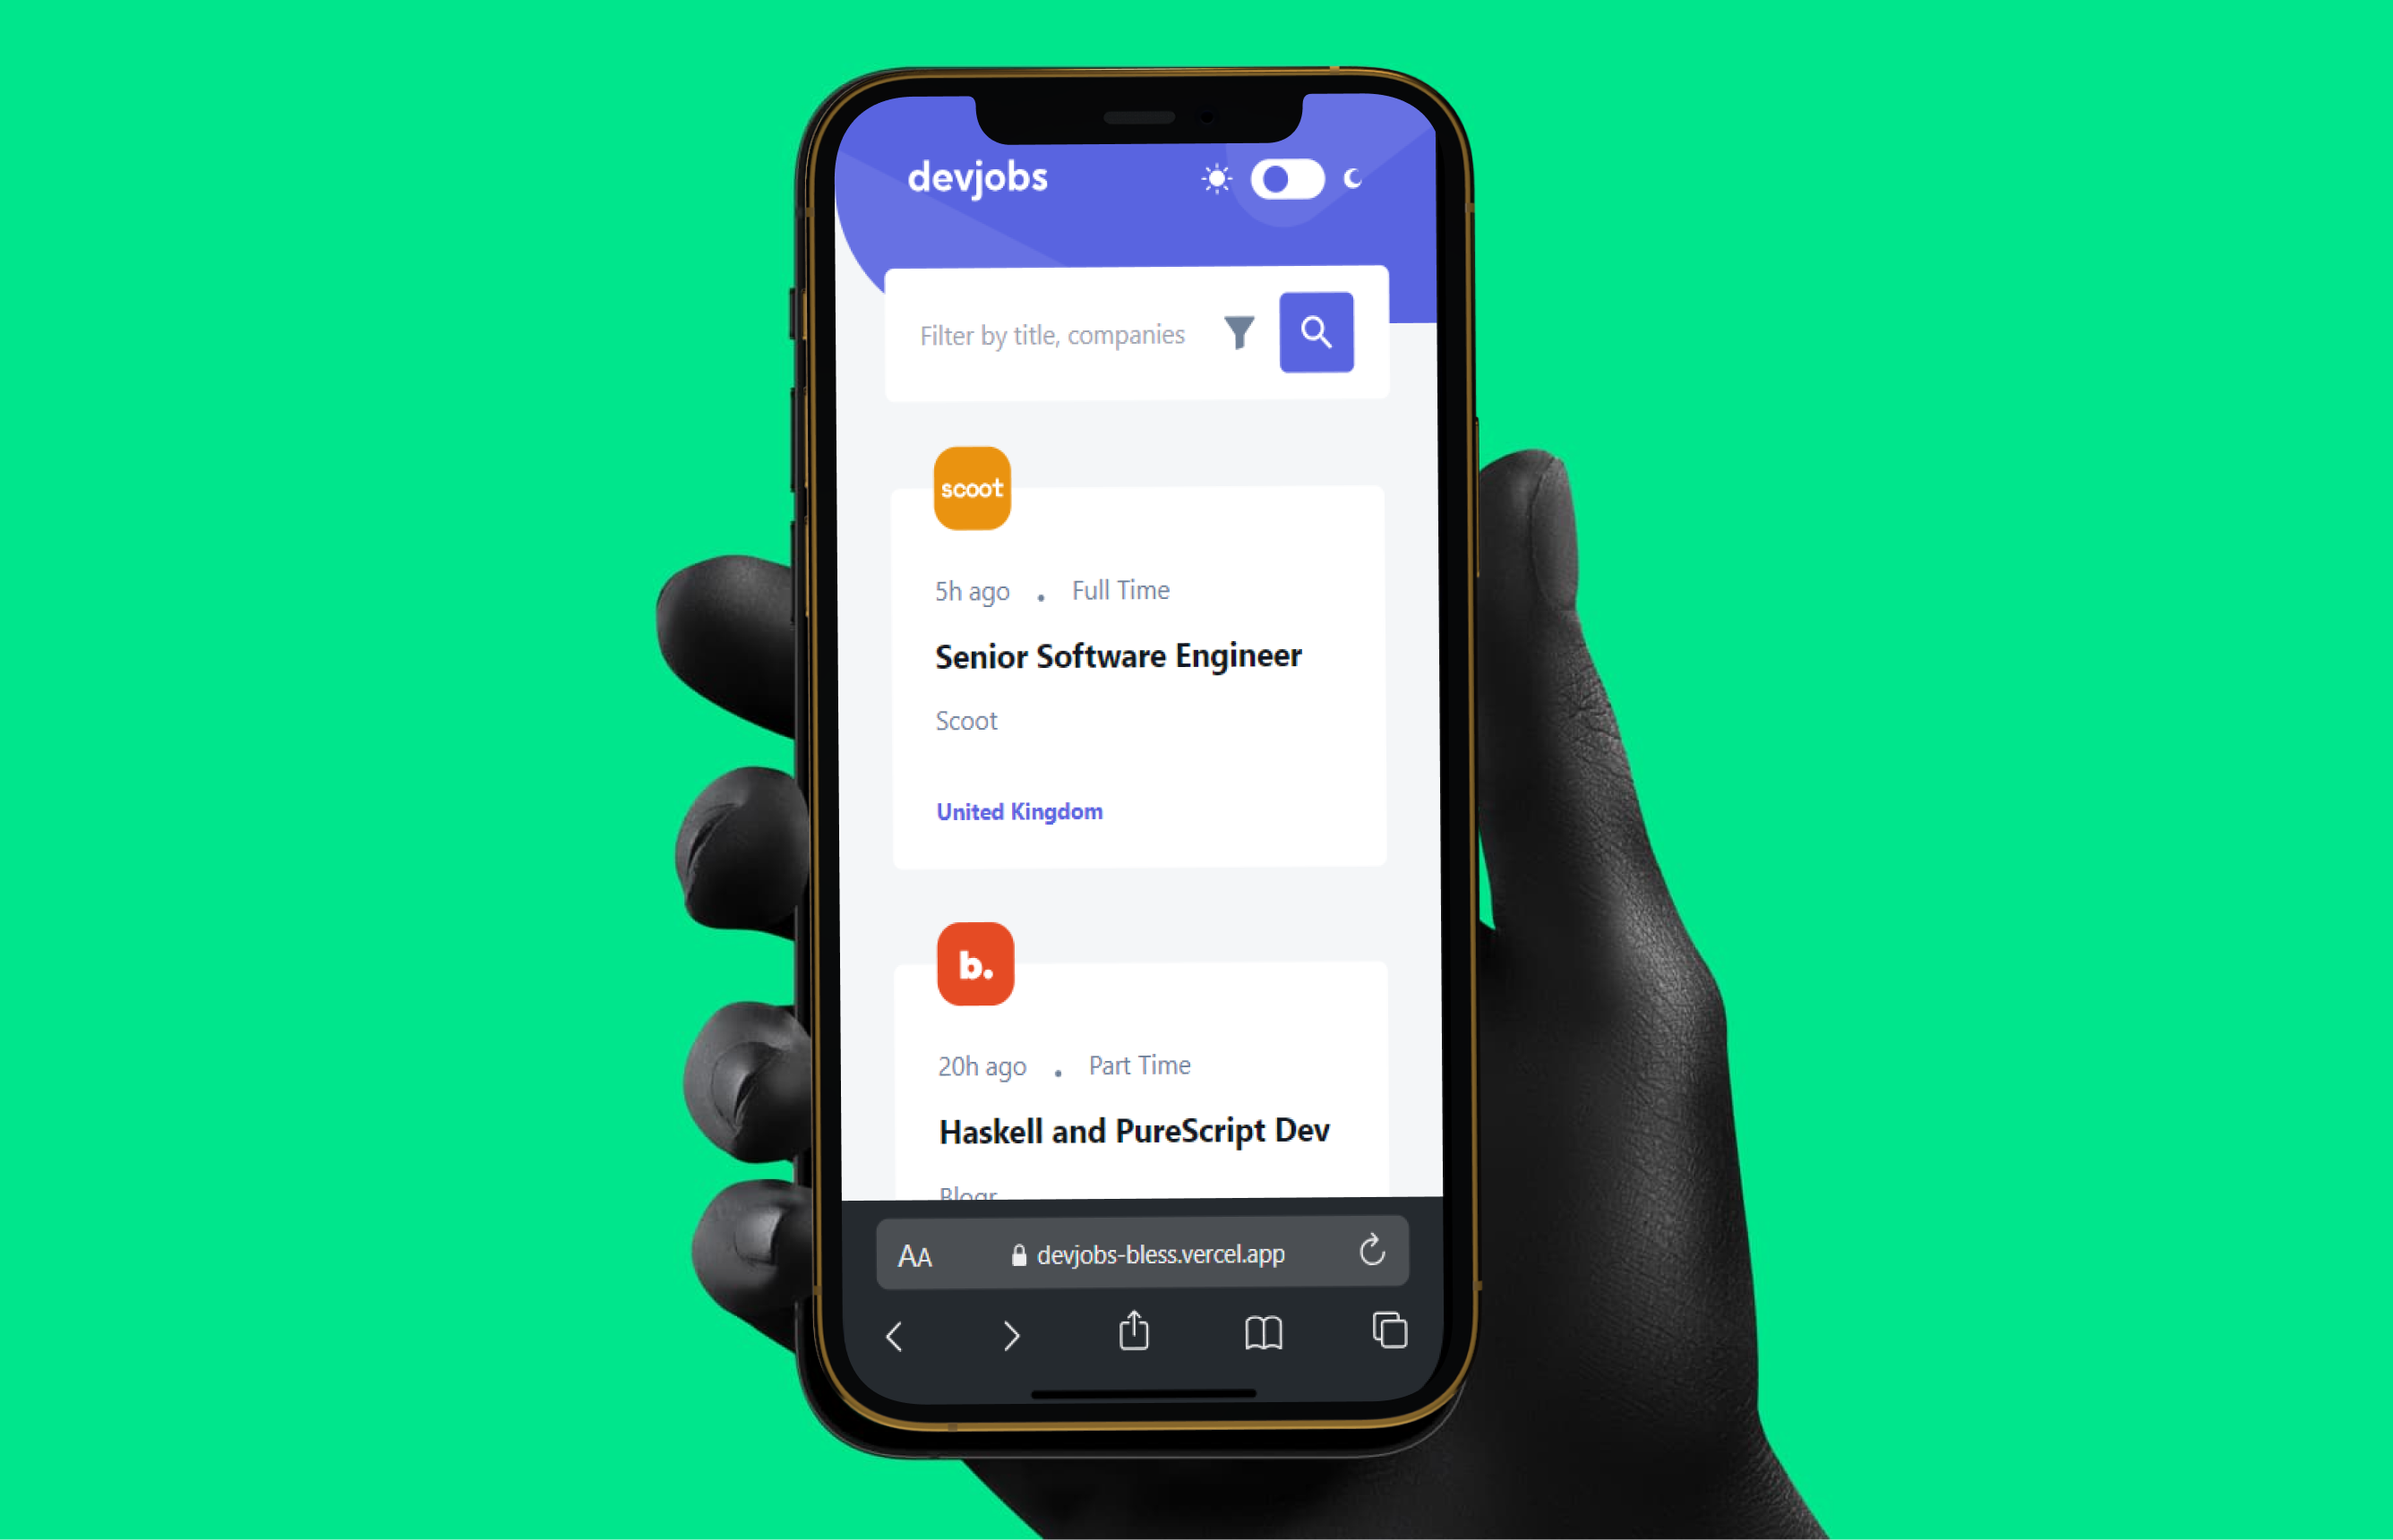 devjobs
Filter by title, companies
scoot
5h ago . Full Time
Senior Software Engineer
Scoot
United Kingdom
b.
20h ago . Part Time
Haskell and PureScript Dev
Blogr
AA devjobs-bless.vercel.app